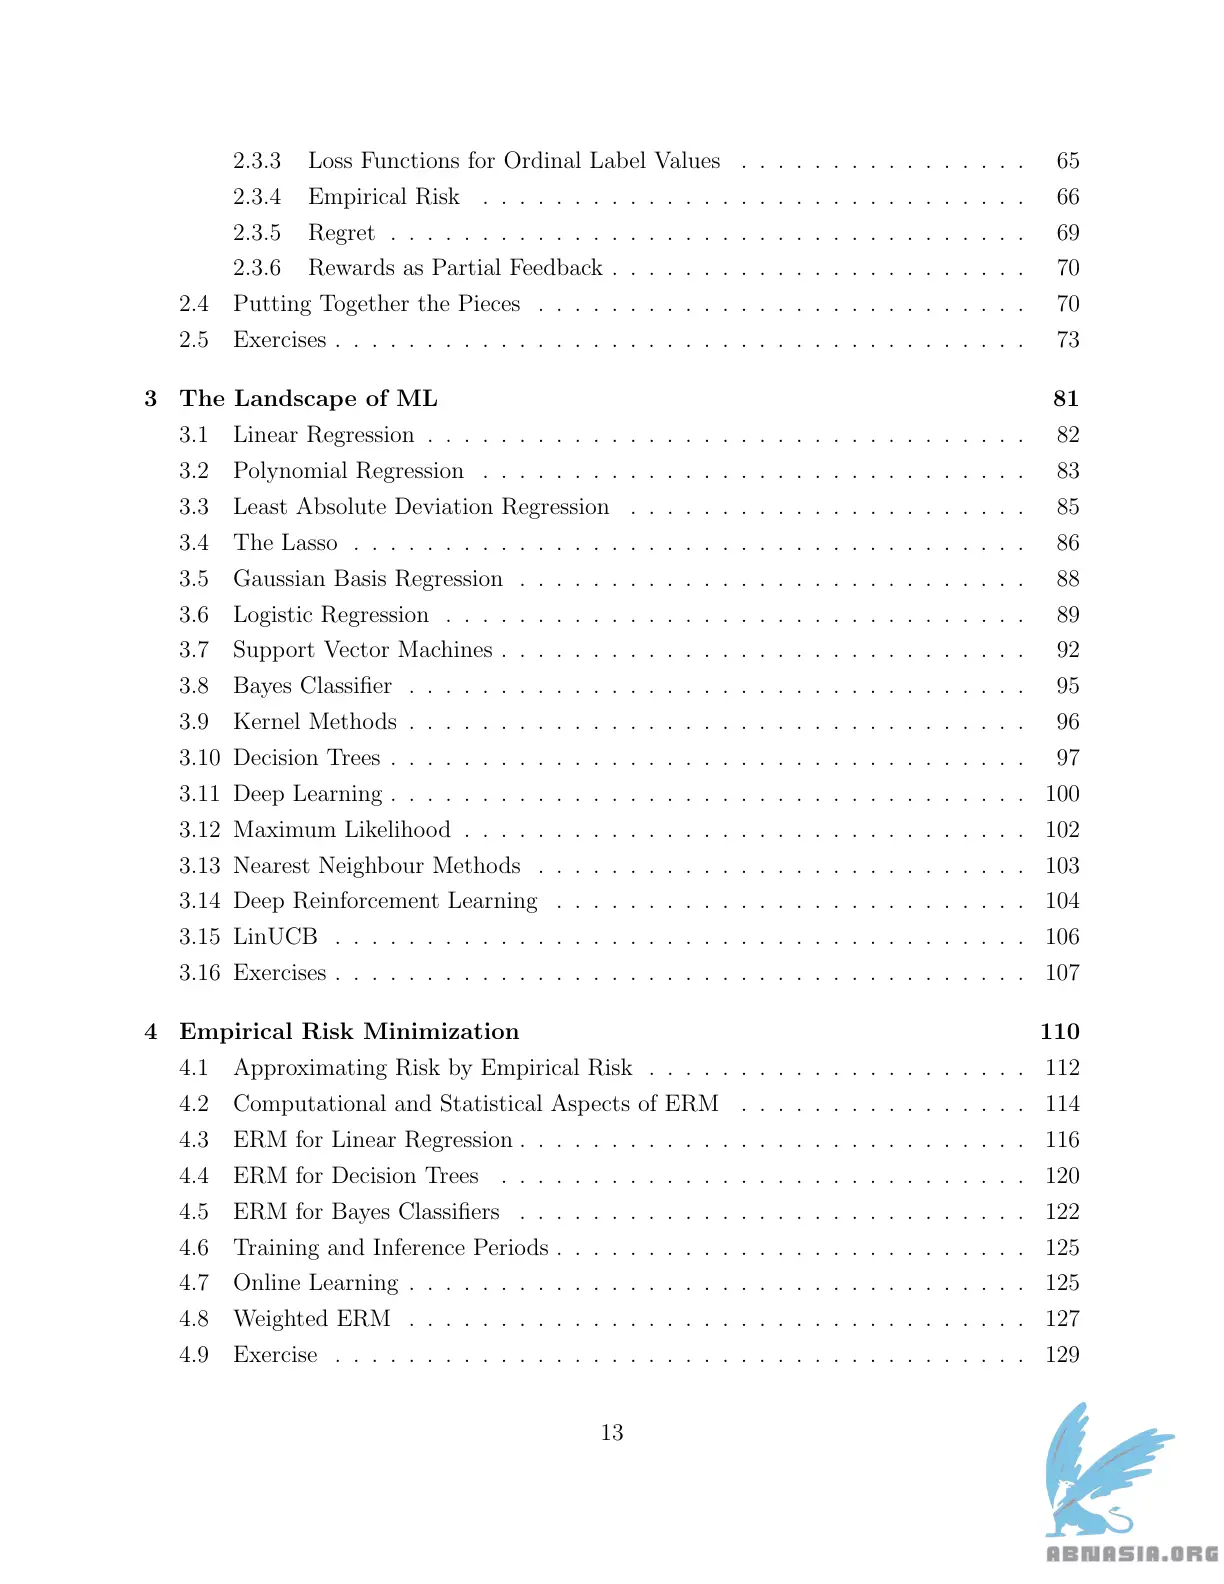 2.3.3 Loss Functions for Ordinal Label Values . . . . . . . . . . . . . . . . 65
2.3.4 Empirical Risk . . . . . . . . . . . . . . . . . . . . . . . . . . . . . . 66
2.3.5 Regret . . . . . . . . . . . . . . . . . . . . . . . . . . . . . . . . . . . 69
2.3.6 Rewards as Partial Feedback . . . . . . . . . . . . . . . . . . . . . . . 70
2.4 Putting Together the Pieces . . . . . . . . . . . . . . . . . . . . . . . . . . . 70
2.5 Exercises . . . . . . . . . . . . . . . . . . . . . . . . . . . . . . . . . . . . . . 73
3 The Landscape of ML 81
3.1 Linear Regression . . . . . . . . . . . . . . . . . . . . . . . . . . . . . . . . . 82
3.2 Polynomial Regression . . . . . . . . . . . . . . . . . . . . . . . . . . . . . . 83
3.3 Least Absolute Deviation Regression . . . . . . . . . . . . . . . . . . . . . . 85
3.4 The Lasso . . . . . . . . . . . . . . . . . . . . . . . . . . . . . . . . . . . . . 86
3.5 Gaussian Basis Regression . . . . . . . . . . . . . . . . . . . . . . . . . . . . 88
3.6 Logistic Regression . . . . . . . . . . . . . . . . . . . . . . . . . . . . . . . . 89
3.7 Support Vector Machines . . . . . . . . . . . . . . . . . . . . . . . . . . . . . 92
3.8 Bayes Classifier . . . . . . . . . . . . . . . . . . . . . . . . . . . . . . . . . . 95
3.9 Kernel Methods . . . . . . . . . . . . . . . . . . . . . . . . . . . . . . . . . . 96
3.10 Decision Trees . . . . . . . . . . . . . . . . . . . . . . . . . . . . . . . . . . . 97
3.11 Deep Learning . . . . . . . . . . . . . . . . . . . . . . . . . . . . . . . . . . . 100
3.12 Maximum Likelihood . . . . . . . . . . . . . . . . . . . . . . . . . . . . . . . 102
3.13 Nearest Neighbour Methods . . . . . . . . . . . . . . . . . . . . . . . . . . . 103
3.14 Deep Reinforcement Learning . . . . . . . . . . . . . . . . . . . . . . . . . . 104
3.15 LinUCB . . . . . . . . . . . . . . . . . . . . . . . . . . . . . . . . . . . . . . 106
3.16 Exercises . . . . . . . . . . . . . . . . . . . . . . . . . . . . . . . . . . . . . . 107
4 Empirical Risk Minimization 110
4.1 Approximating Risk by Empirical Risk . . . . . . . . . . . . . . . . . . . . . 112
4.2 Computational and Statistical Aspects of ERM . . . . . . . . . . . . . . . . 114
4.3 ERM for Linear Regression . . . . . . . . . . . . . . . . . . . . . . . . . . . . 116
4.4 ERM for Decision Trees . . . . . . . . . . . . . . . . . . . . . . . . . . . . . 120
4.5 ERM for Bayes Classifiers . . . . . . . . . . . . . . . . . . . . . . . . . . . . 122
4.6 Training and Inference Periods . . . . . . . . . . . . . . . . . . . . . . . . . . 125
4.7 Online Learning . . . . . . . . . . . . . . . . . . . . . . . . . . . . . . . . . . 125
4.8 Weighted ERM . . . . . . . . . . . . . . . . . . . . . . . . . . . . . . . . . . 127
4.9 Exercise . . . . . . . . . . . . . . . . . . . . . . . . . . . . . . . . . . . . . . 129
13
ABNASIA.ORG